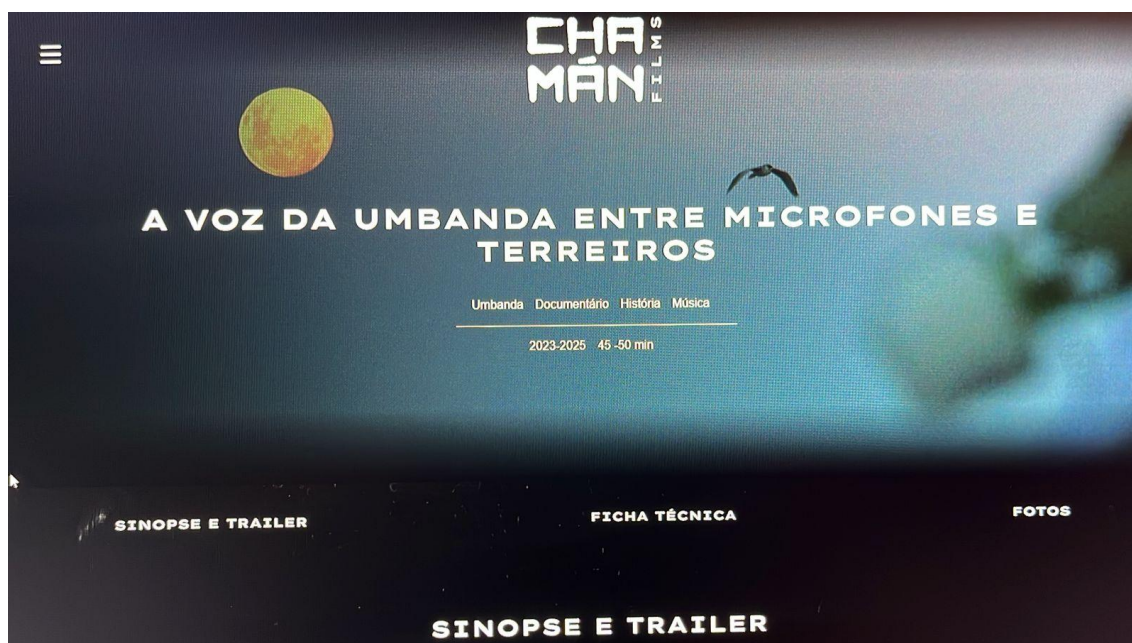 CHA
MÁN
FILMS
A VOZ DA UMBANDA ENTRE MICROFONES E
TERREIROS
Umbanda Documentário História Música
2023-2025 45 -50 min
SINOPSE E TRAILER FICHA TÉCNICA FOTOS
SINOPSE E TRAILER